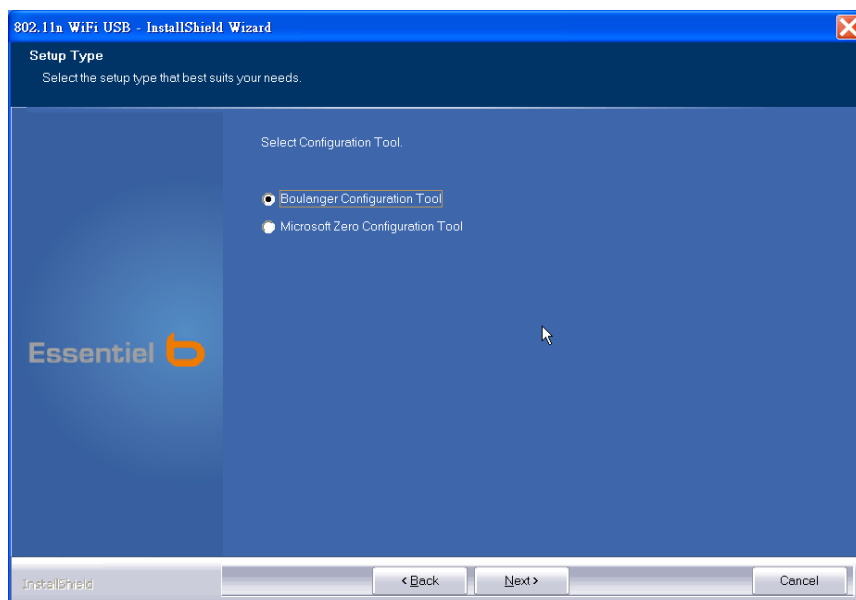 802.11n WiFi USB - InstallShield Wizard
Setup Type
Select the setup type that best suits your needs.
Select Configuration Tool.
Boulanger Configuration Tool
Microsoft Zero Configuration Tool
Essentiel b
InstallShield
< Back
Next >
Cancel